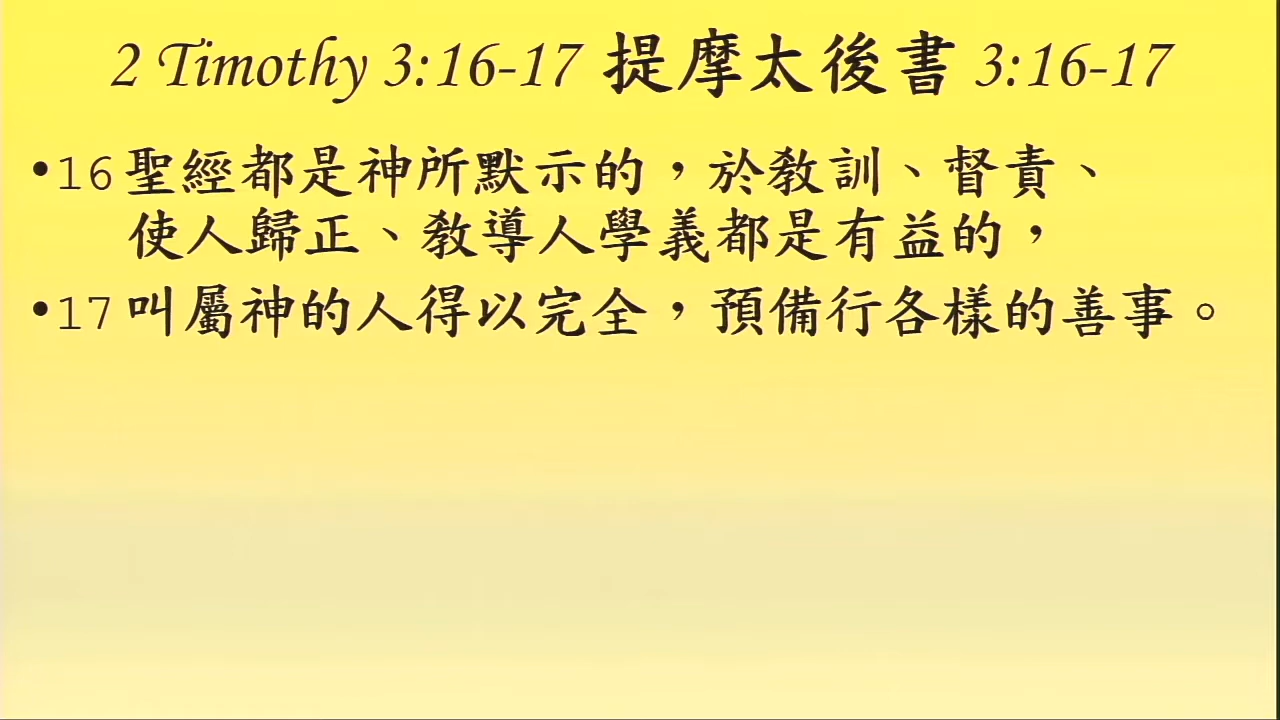 2 Timothy 3:16-17 提摩太後書 3:16-17
•16 聖經都是神所默示的，於教訓、督責、
使人歸正、教導人學義都是有益的，
•17 叫屬神的人得以完全，預備行各樣的善事。